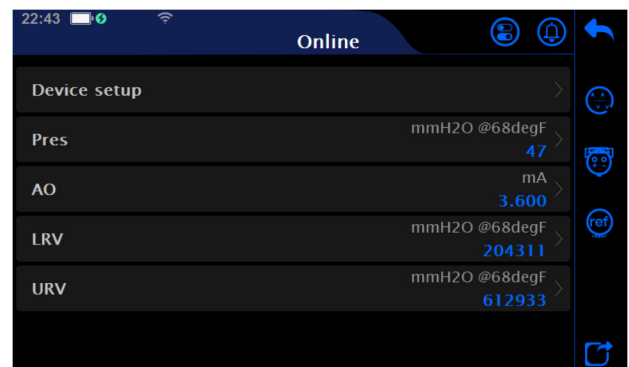 22:43
Online
Device setup
Pres
mmH2O @68degF
47
AO
mA
3.600
LRV
mmH2O @68degF
204311
URV
mmH2O @68degF
612933
ref